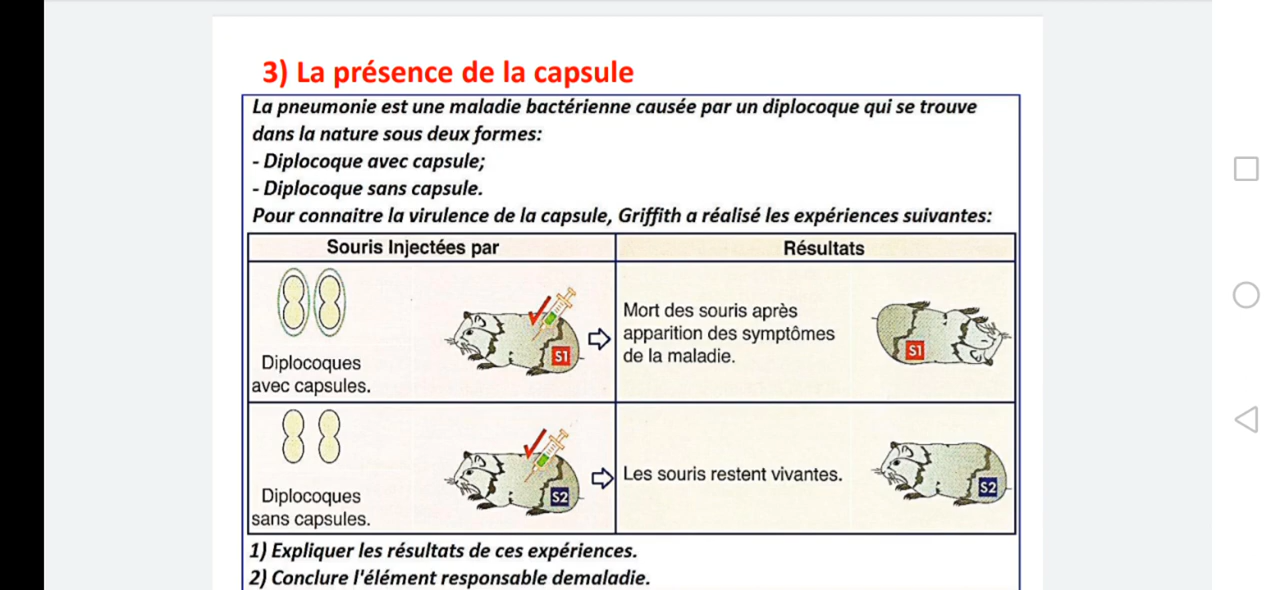 3) La présence de la capsule
La pneumonie est une maladie bactérienne causée par un diplocoque qui se trouve
dans la nature sous deux formes:
- Diplocoque avec capsule;
- Diplocoque sans capsule.
Pour connaitre la virulence de la capsule, Griffith a réalisé les expériences suivantes:
Souris Injectées par
Résultats
Diplocoques
avec capsules.
S1
Mort des souris après
apparition des symptômes
de la maladie.
S1
Diplocoques
sans capsules.
S2
Les souris restent vivantes.
S2
1) Expliquer les résultats de ces expériences.
2) Conclure l'élément responsable demaladie.